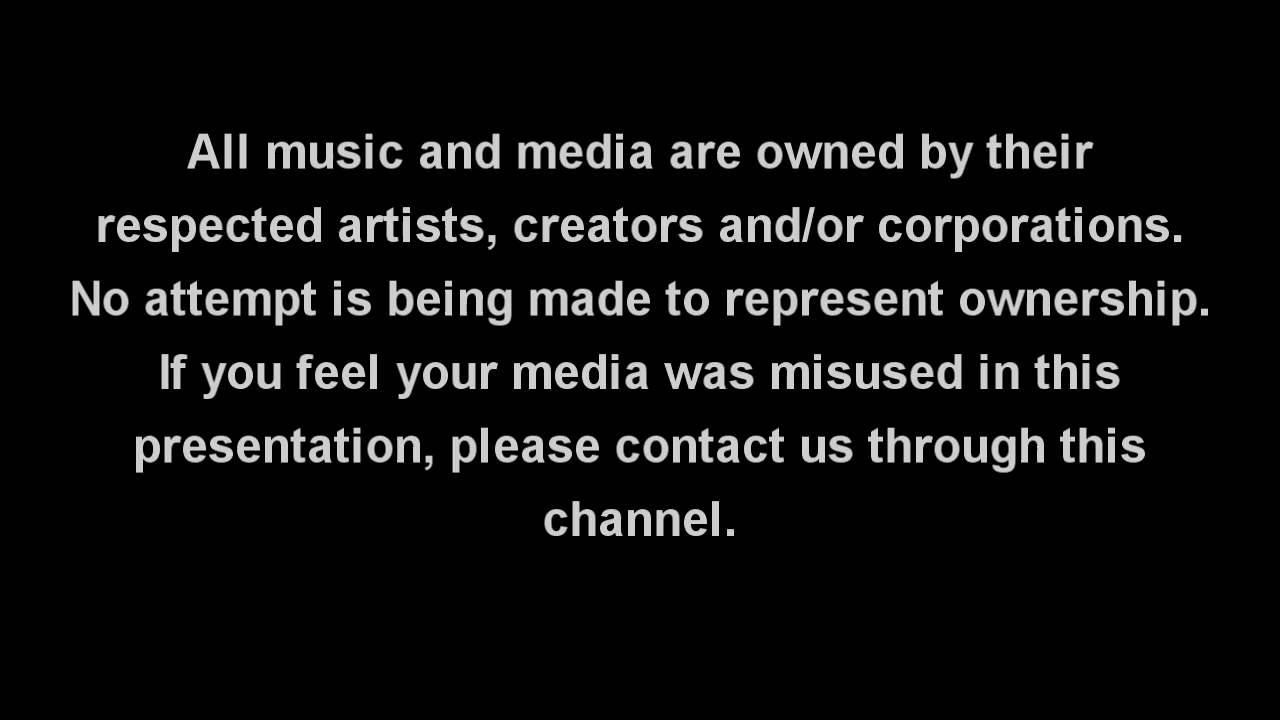 All music and media are owned by their
respected artists, creators and/or corporations.
No attempt is being made to represent ownership.
If you feel your media was misused in this
presentation, please contact us through this
channel.